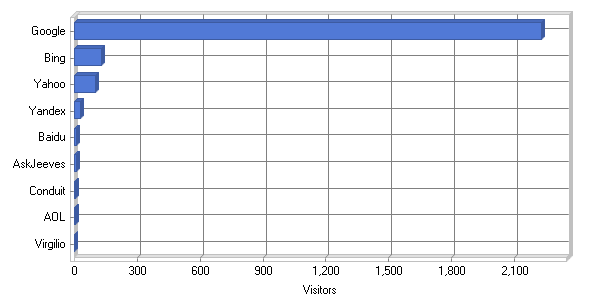 Google
Bing
Yahoo
Yandex
Baidu
AskJeeves
Conduit
AOL
Virgilio
0 300 600 900 1,200 1,500 1,800 2,100
Visitors